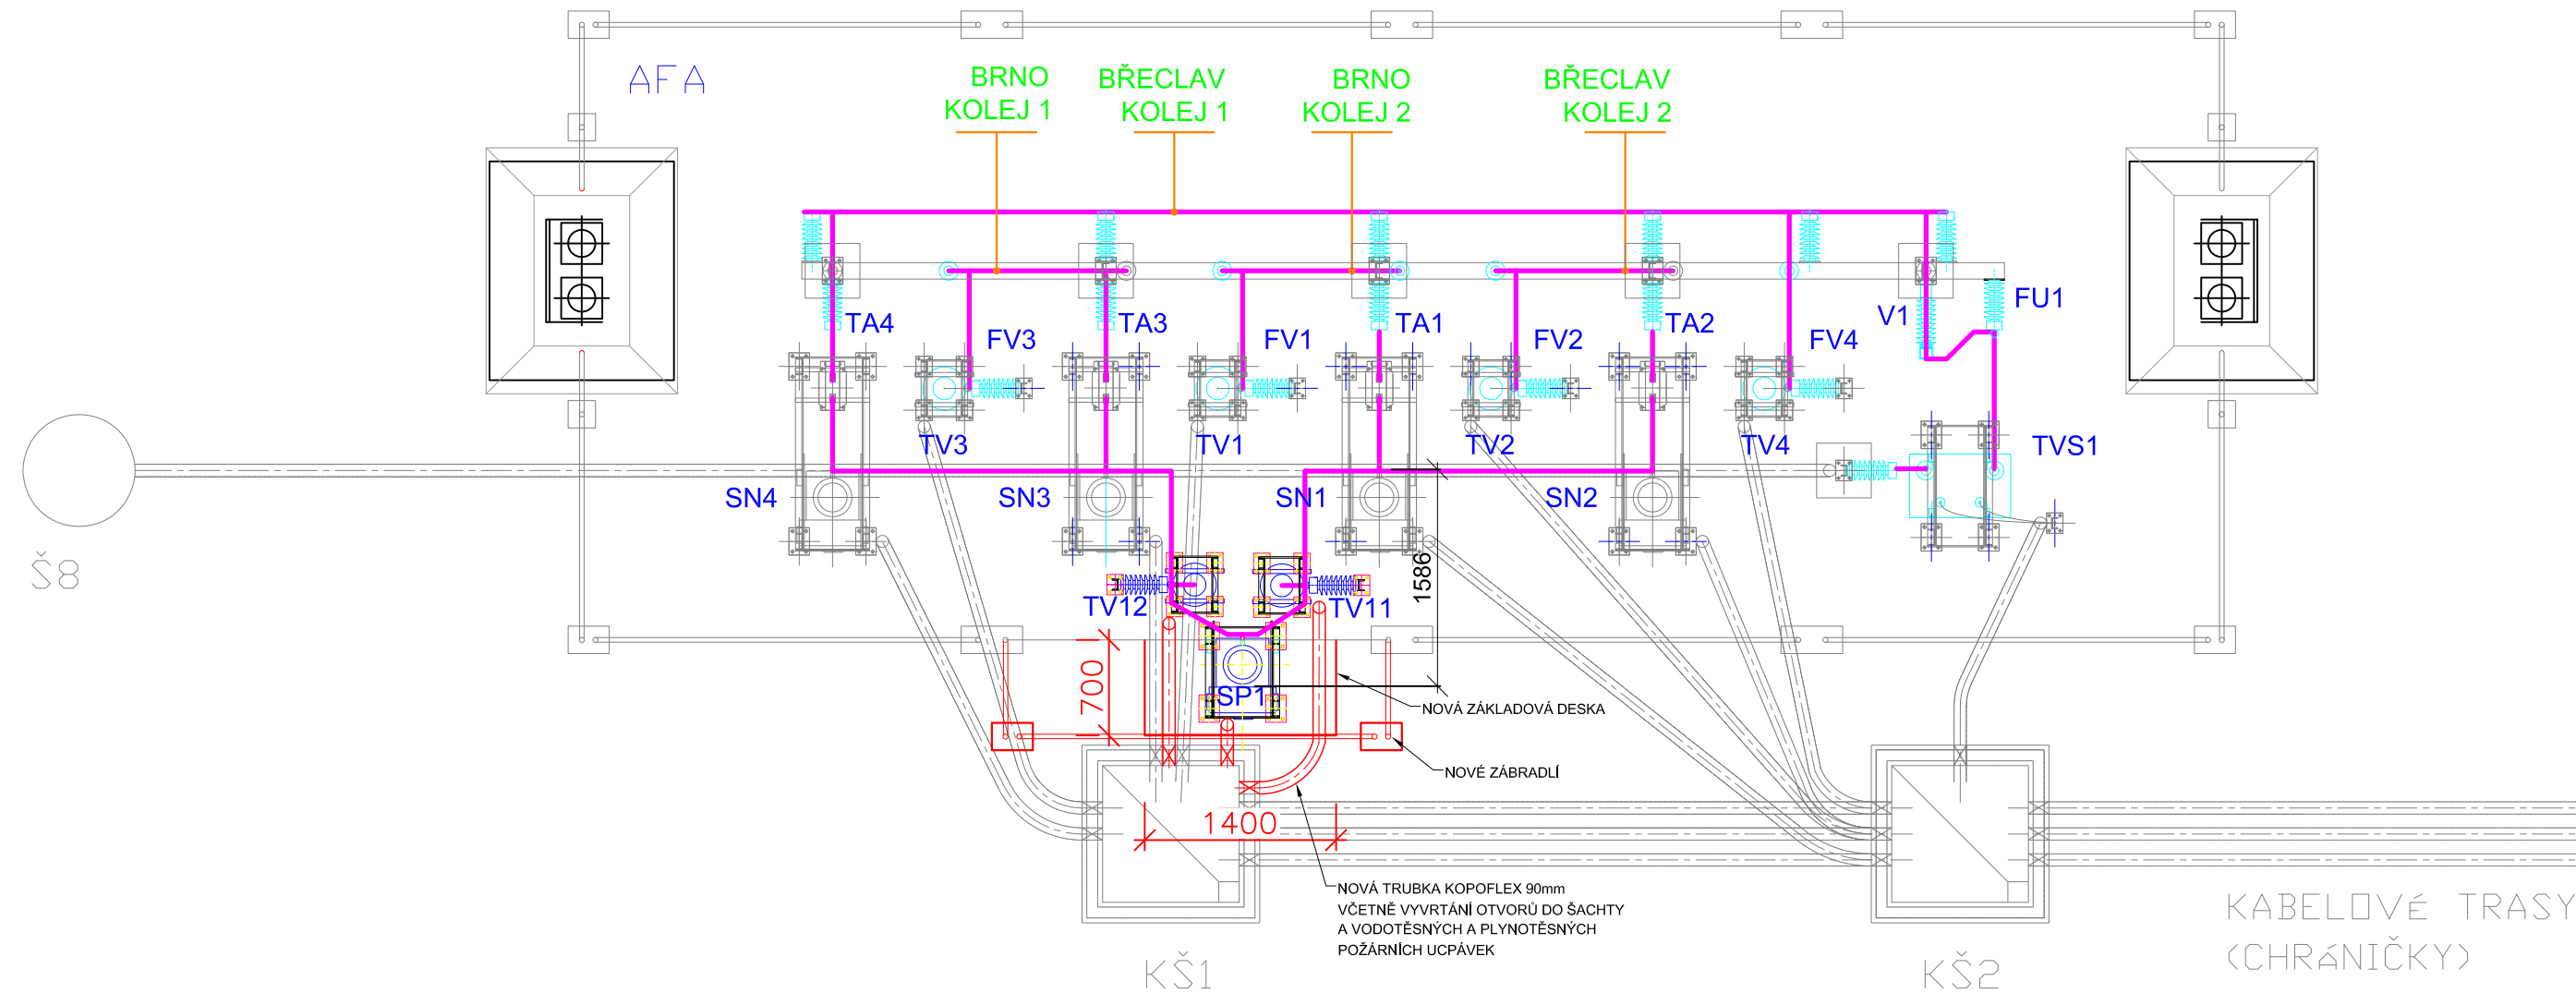 AFA
BRNO
KOLEJ 1
BŘECLAV
KOLEJ 1
BRNO
KOLEJ 2
BŘECLAV
KOLEJ 2
TA4
FV3
TA3
FV1
TA1
FV2
TA2
FV4
V1
FU1
TV3
TV1
TV2
TV4
TVS1
SN4
SN3
SN1
SN2
Š8
TV12
TV11
1586
700
SP1
NOVÁ ZÁKLADOVÁ DESKA
NOVÉ ZÁBRADLÍ
1400
NOVÁ TRUBKA KOPOFLEX 90mm
VČETNĚ VYVRTÁNÍ OTVORŮ DO ŠACHTY
A VODOTĚSNÝCH A PLYNOTĚSNÝCH
POŽÁRNÍCH UCPÁVEK
KABELOVÉ TRASY
(CHRÁNIČKY)
KŠ1
KŠ2